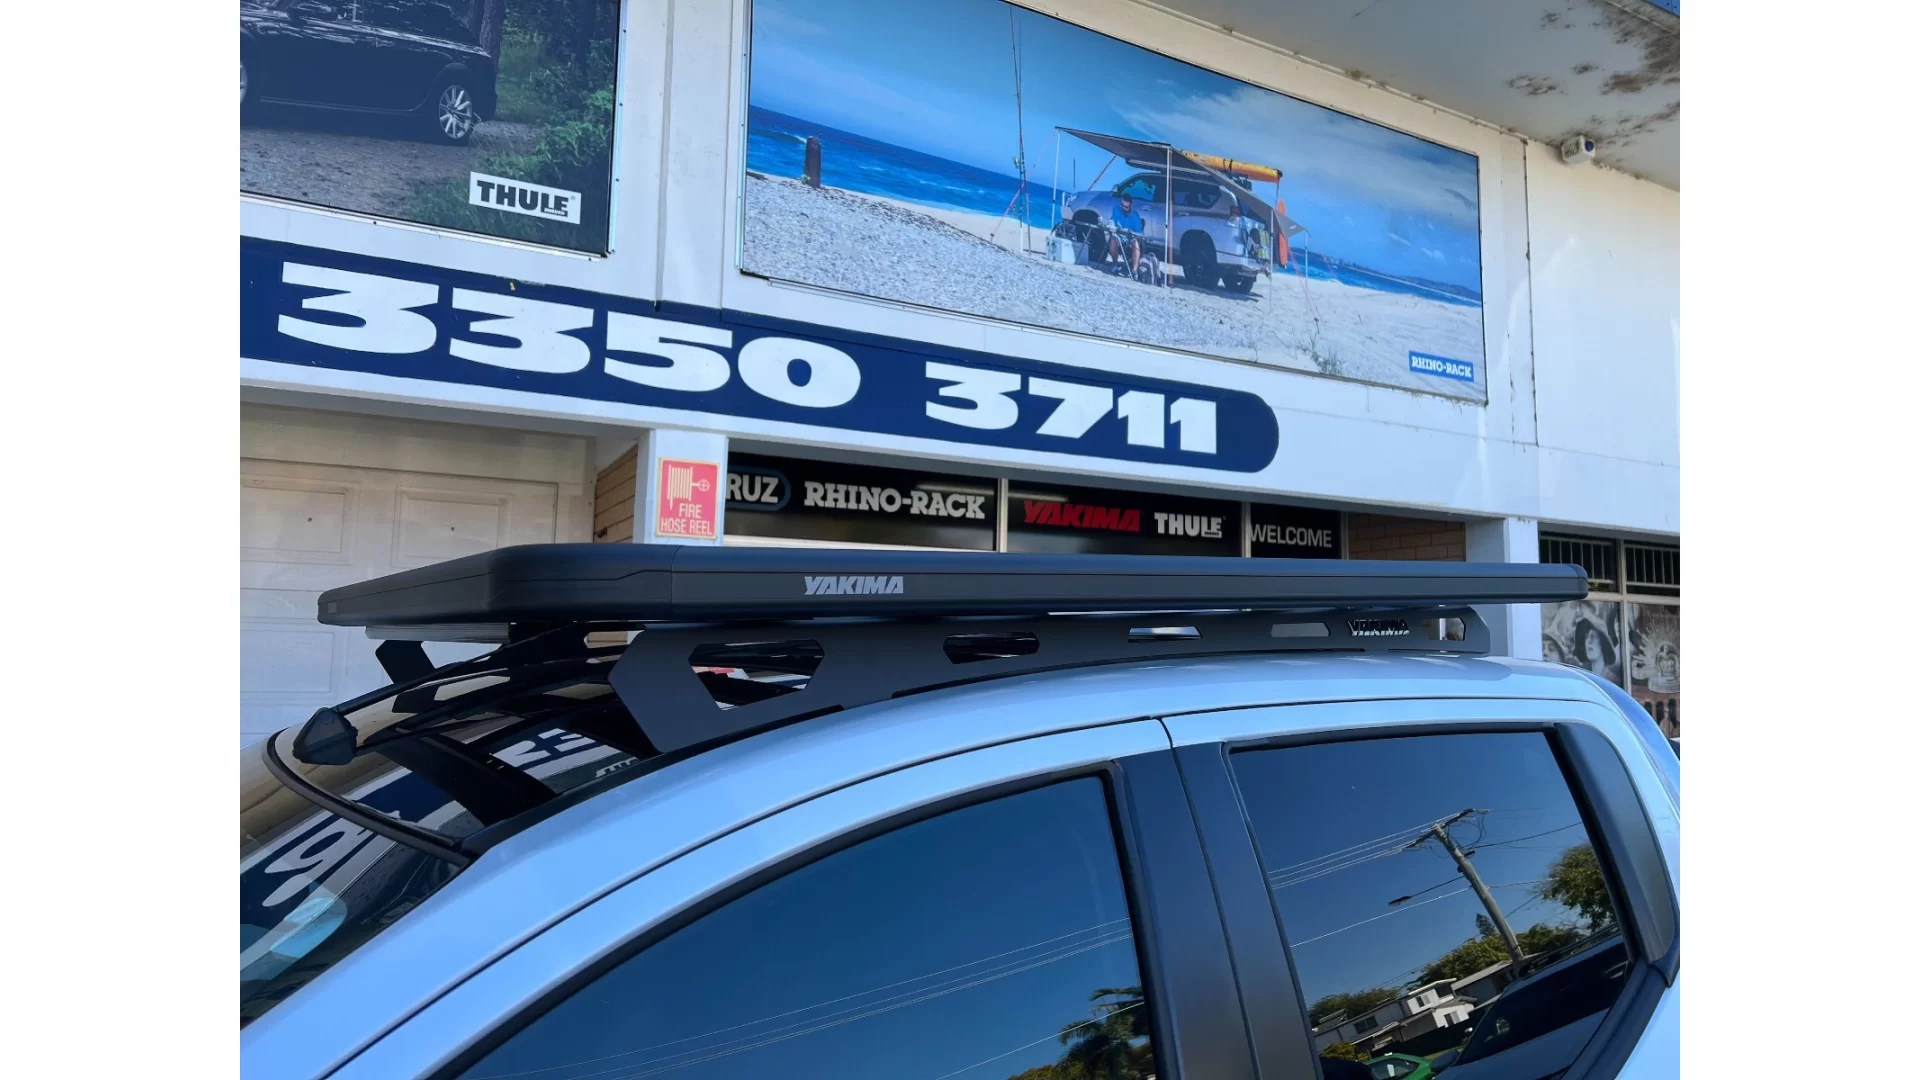 THULE
RHINO-RACK
3350 3711
FIRE
HOSE REEL
RUZ
RHINO-RACK
YAKIMA
THULE
WELCOME
YAKIMA
YAKIMA